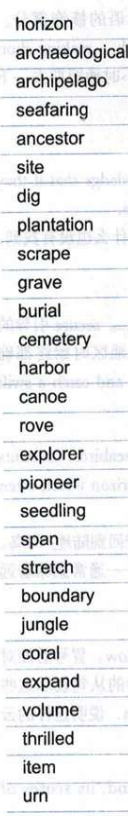 horizon
archaeological
archipelago
seafaring
ancestor
site
dig
plantation
scrape
grave
burial
cemetery
harbor
canoe
rove
explorer
pioneer
seedling
span
stretch
boundary
jungle
coral
expand
volume
thrilled
item
urn